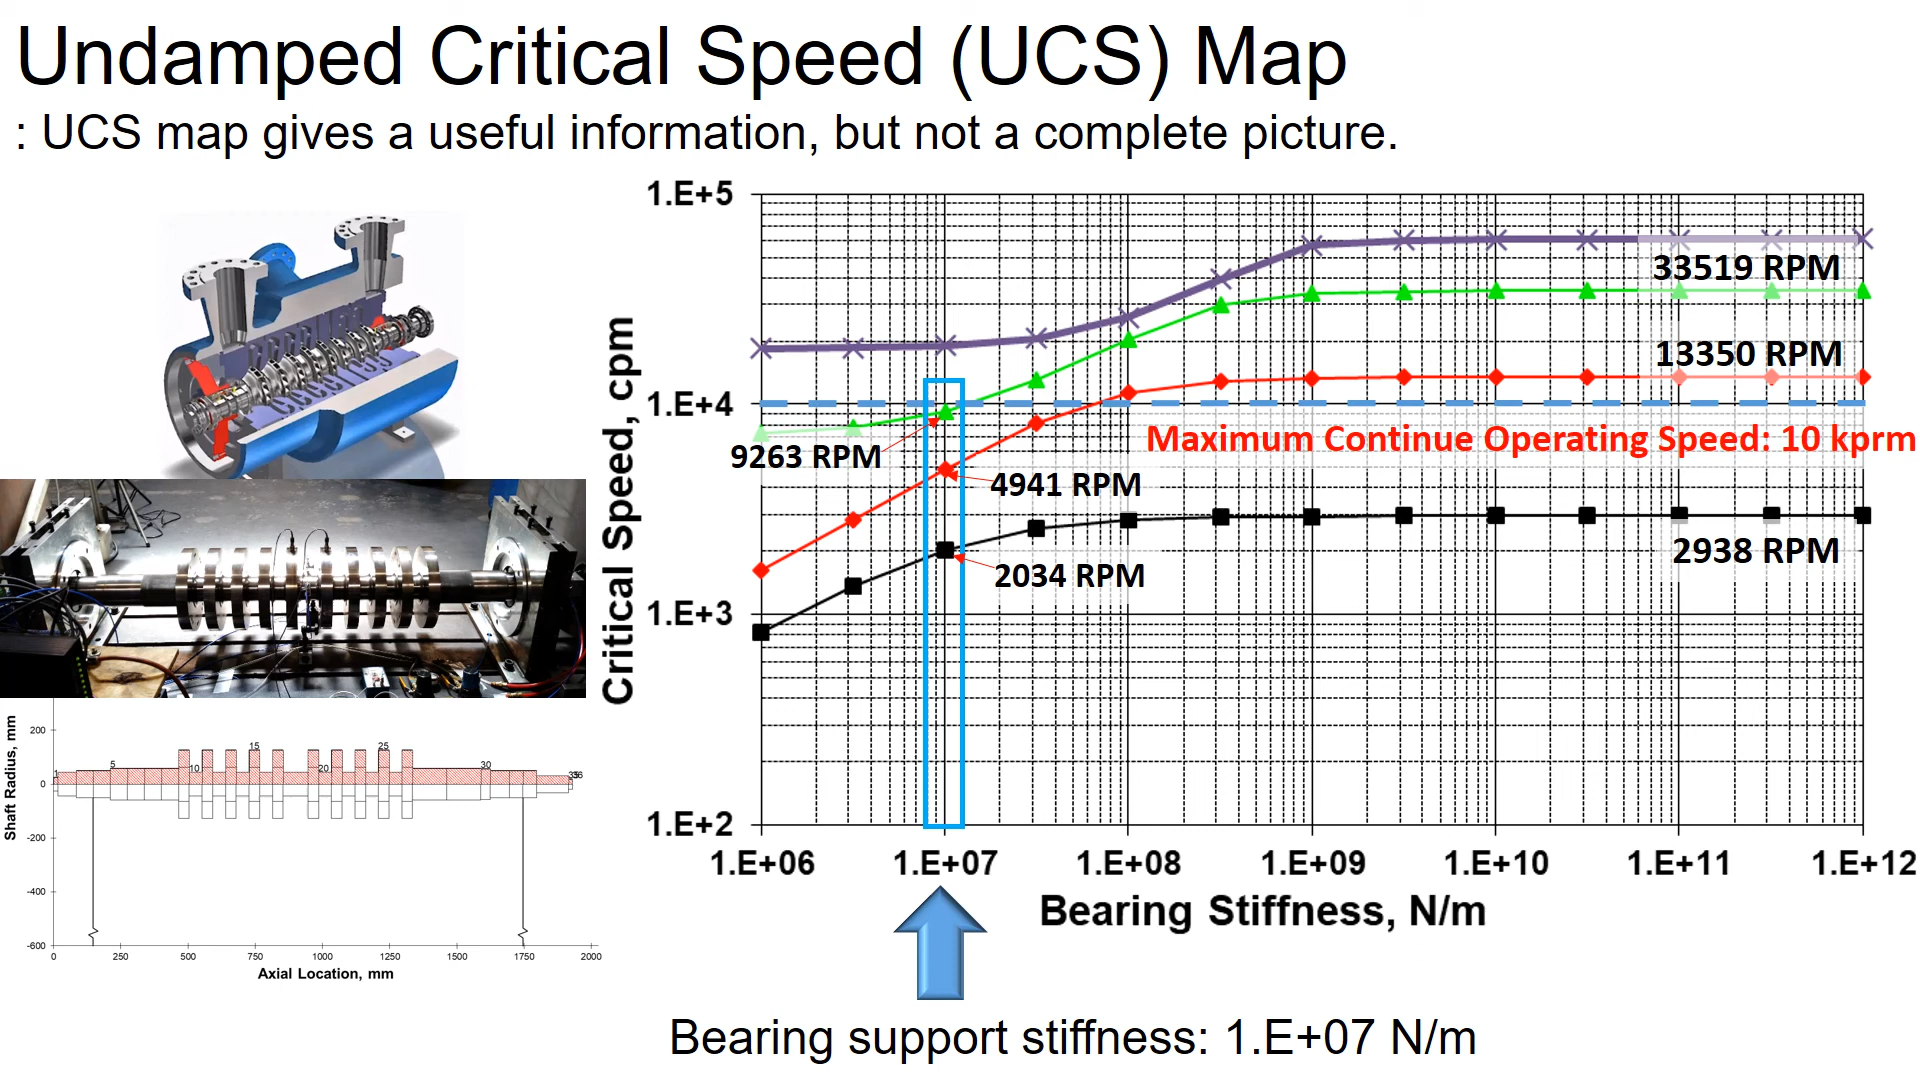 Undamped Critical Speed (UCS) Map
: UCS map gives a useful information, but not a complete picture.
1.E+5
1.E+4
1.E+3
1.E+2
Critical Speed, cpm
33519 RPM
13350 RPM
Maximum Continue Operating Speed: 10 kprm
9263 RPM
4941 RPM
2034 RPM
2938 RPM
1.E+06 1.E+07 1.E+08 1.E+09 1.E+10 1.E+11 1.E+12
Bearing Stiffness, N/m
Bearing support stiffness: 1.E+07 N/m
Shaft Radius, mm
200
0
-200
-400
-600
5 10 15 20 25 30
0 250 500 750 1000 1250 1500 1750 2000
Axial Location, mm